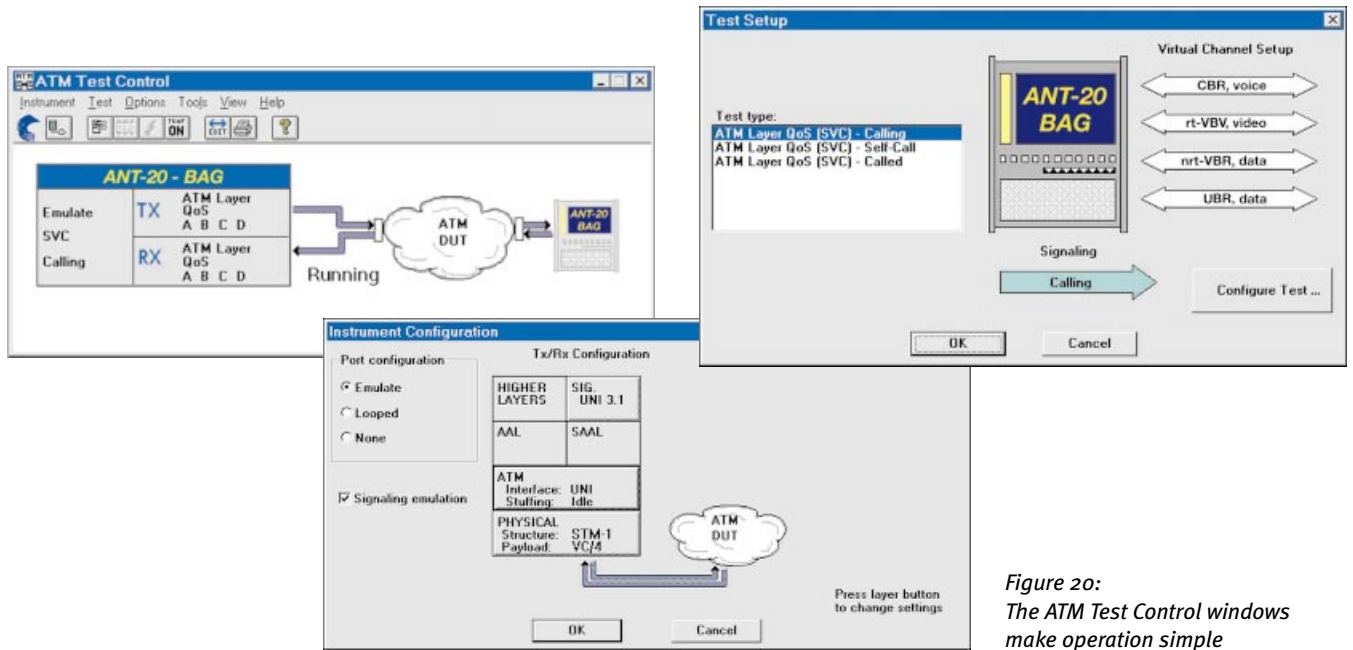 ATM Test Control
Instrument Test Options Tools View Help
TEST ON
EXIT
ANT-20 - BAG
Emulate
SVC
Calling
TX
ATM Layer
QoS
A B C D
RX
ATM Layer
QoS
A B C D
Running
ATM
DUT
ANT-20
BAG
Test Setup
Virtual Channel Setup
Test type:
ATM Layer QoS (SVC) - Calling
ATM Layer QoS (SVC) - Self-Call
ATM Layer QoS (SVC) - Called
ANT-20
BAG
CBR, voice
rt-VBV, video
nrt-VBR, data
UBR, data
Signaling
Calling
Configure Test ...
OK
Cancel
Instrument Configuration
Port configuration
Emulate
Looped
None
Signaling emulation
Tx/Rx Configuration
HIGHER
LAYERS
SIG.
UNI 3.1
AAL
SAAL
ATM
Interface: UNI
Stuffing: Idle
PHYSICAL
Structure: STM-1
Payload: VC/4
ATM
DUT
Press layer button
to change settings
OK
Cancel
Figure 20:
The ATM Test Control windows
make operation simple